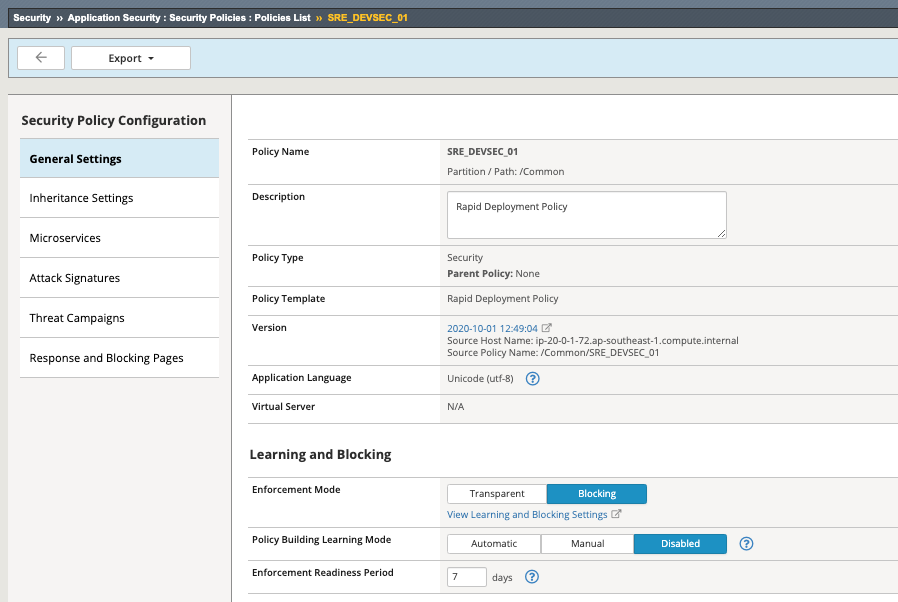 Security ›› Application Security : Security Policies : Policies List ›› SRE_DEVSEC_01
Export
Security Policy Configuration
General Settings
Inheritance Settings
Microservices
Attack Signatures
Threat Campaigns
Response and Blocking Pages
Policy Name
SRE_DEVSEC_01
Partition / Path: /Common
Description
Rapid Deployment Policy
Policy Type
Security
Parent Policy: None
Policy Template
Rapid Deployment Policy
Version
2020-10-01 12:49:04
Source Host Name: ip-20-0-1-72.ap-southeast-1.compute.internal
Source Policy Name: /Common/SRE_DEVSEC_01
Application Language
Unicode (utf-8) ?
Virtual Server
N/A
Learning and Blocking
Enforcement Mode
Transparent Blocking
View Learning and Blocking Settings
Policy Building Learning Mode
Automatic Manual Disabled ?
Enforcement Readiness Period
7 days ?